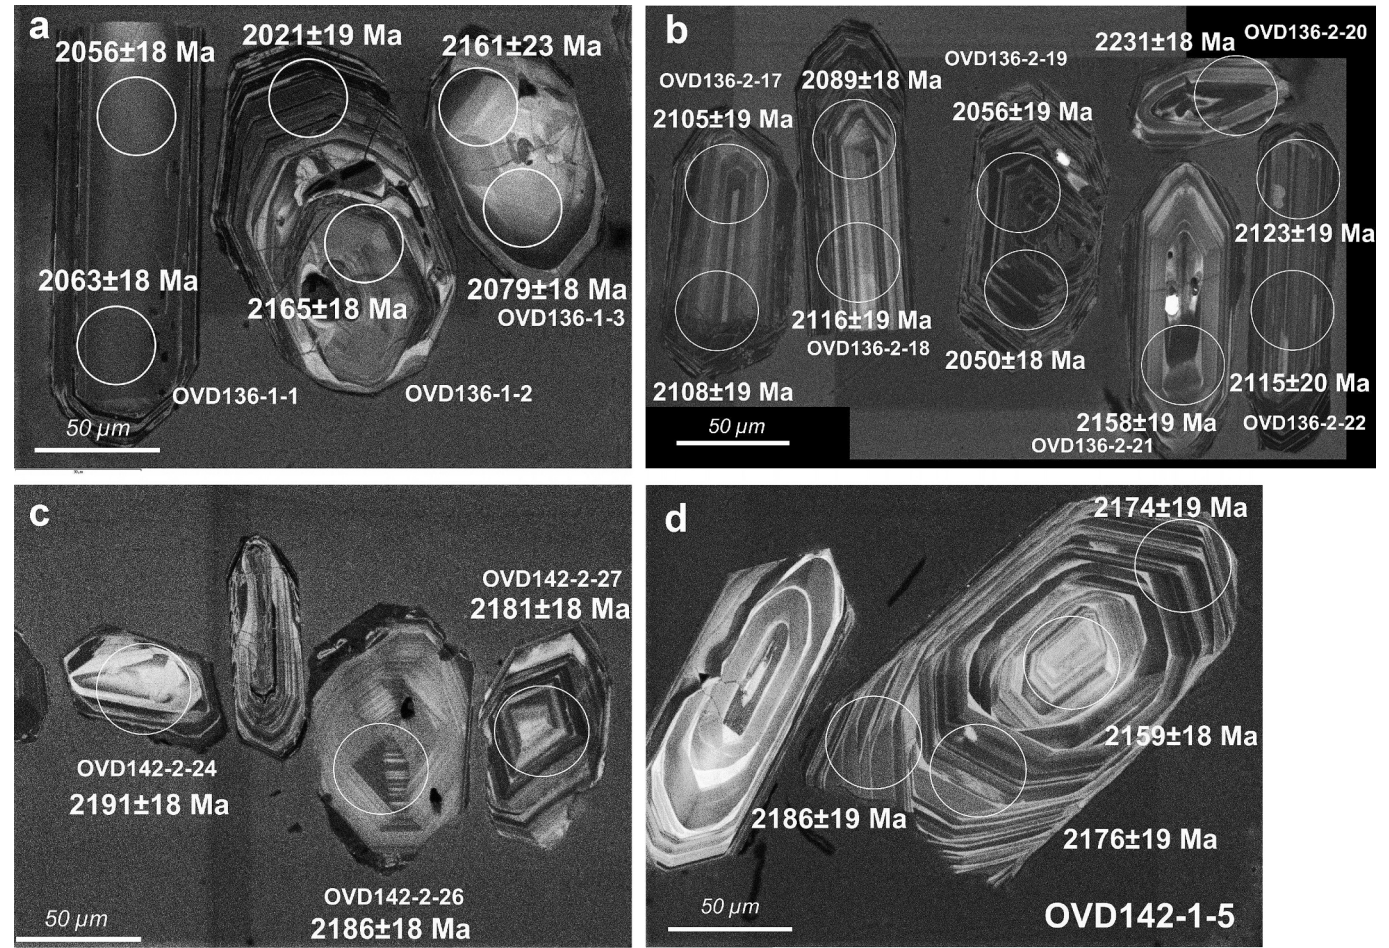 a
2056±18 Ma
2021±19 Ma
2161±23 Ma
2063±18 Ma
2165±18 Ma
2079±18 Ma
OVD136-1-3
OVD136-1-1
OVD136-1-2
50 µm
b
OVD136-2-17
2105±19 Ma
2089±18 Ma
OVD136-2-19
2056±19 Ma
2231±18 Ma
OVD136-2-20
2123±19 Ma
2116±19 Ma
OVD136-2-18
2050±18 Ma
2108±19 Ma
2115±20 Ma
2158±19 Ma
OVD136-2-21
OVD136-2-22
50 µm
c
OVD142-2-27
2181±18 Ma
OVD142-2-24
2191±18 Ma
OVD142-2-26
2186±18 Ma
50 µm
d
2174±19 Ma
2159±18 Ma
2186±19 Ma
2176±19 Ma
50 µm
OVD142-1-5